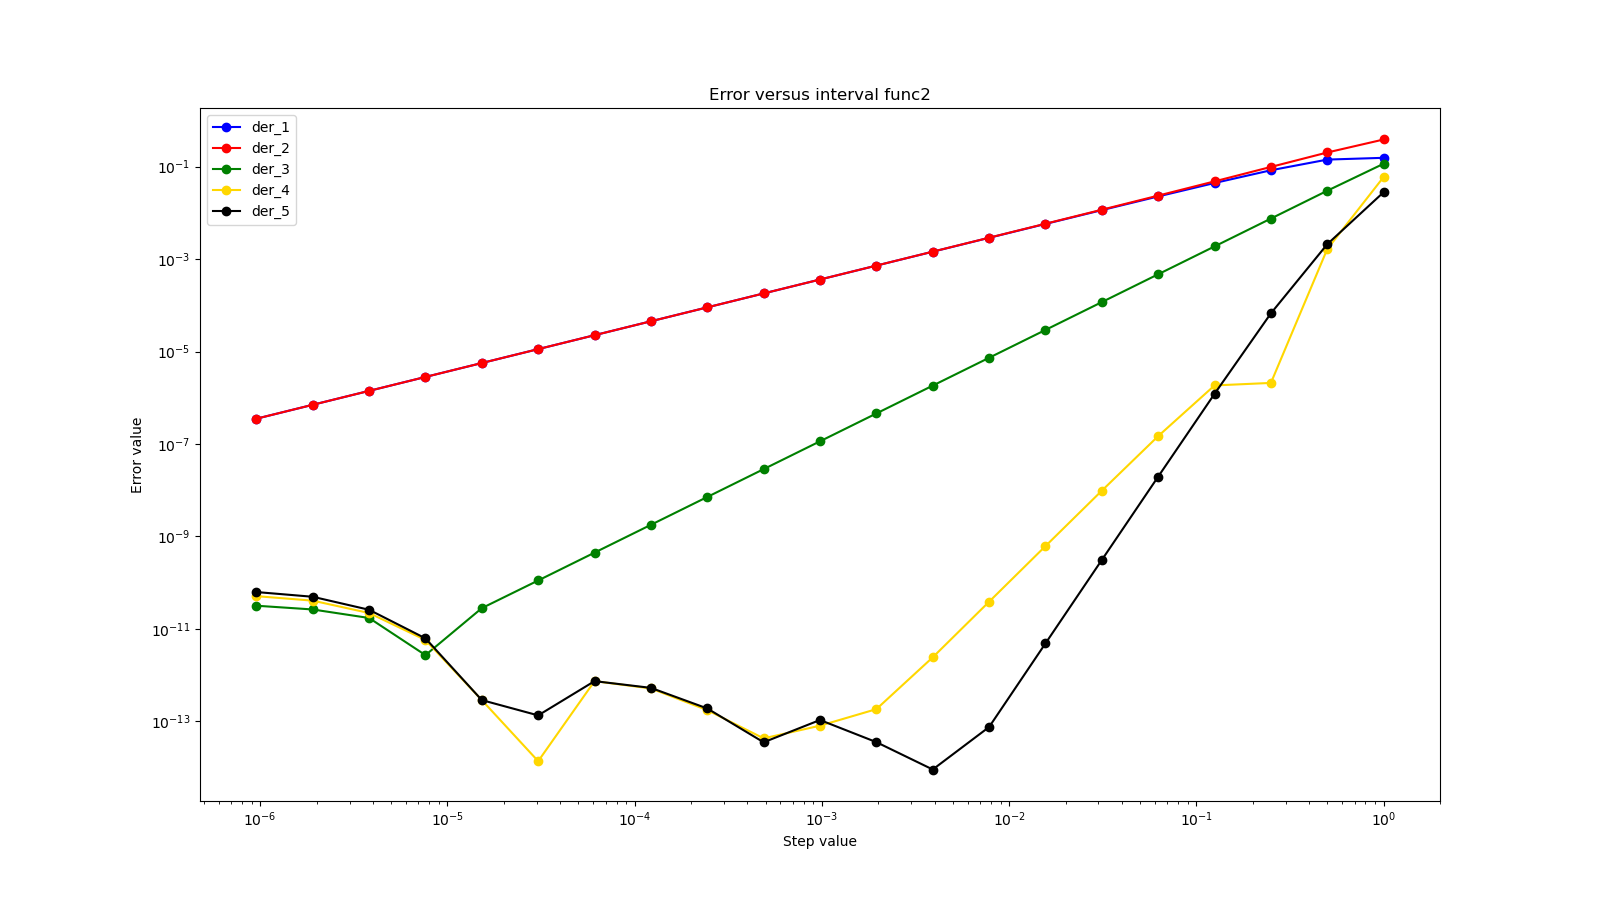 Error versus interval func2
der_1
der_2
der_3
der_4
der_5
Error value
10⁻¹
10⁻³
10⁻⁵
10⁻⁷
10⁻⁹
10⁻¹¹
10⁻¹³
10⁻⁶ 10⁻⁵ 10⁻⁴ 10⁻³ 10⁻² 10⁻¹ 10⁰
Step value